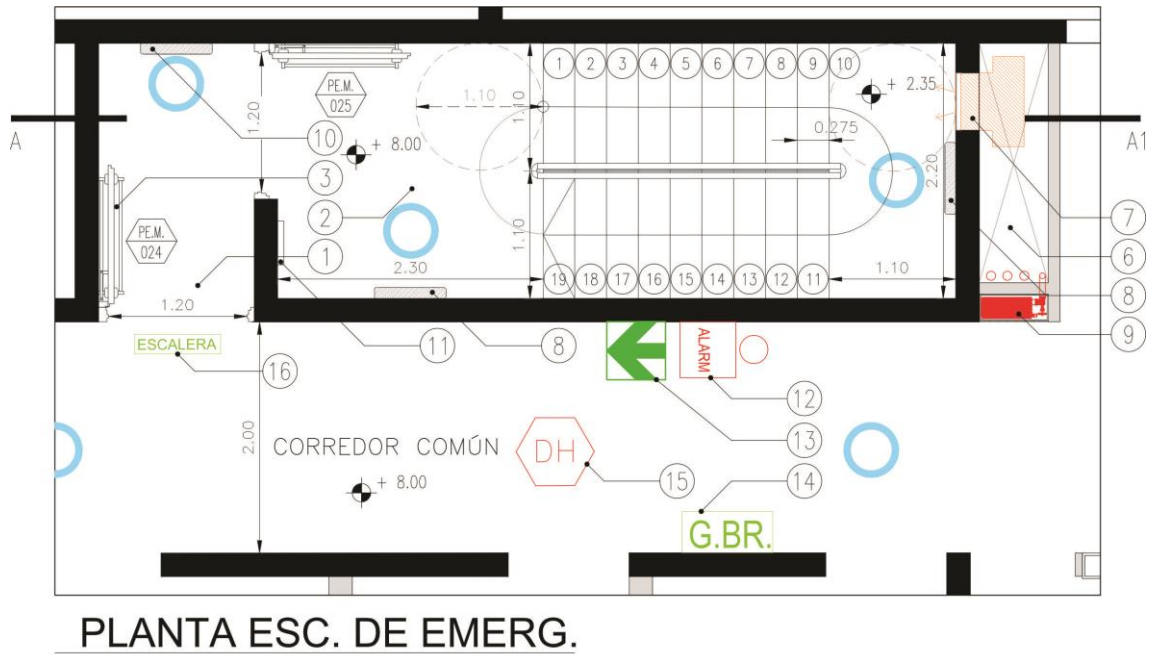 1 2 3 4 5 6 7 8 9 10
PE.M.
025
1.20
1.10
1.10
+ 2.35
A
A1
10
+ 8.00
0.275
2.20
3
PE.M.
024
2
7
1
1.10
6
2.30
19 18 17 16 15 14 13 12 11
1.10
8
1.20
9
ESCALERA
11
8
16
ALARM
12
2.00
CORREDOR COMÚN
DH
13
+ 8.00
15
14
G.BR.
PLANTA ESC. DE EMERG.